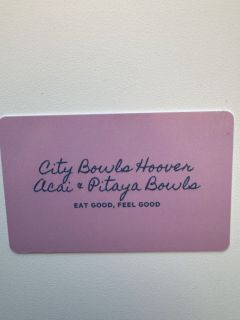 City Bowls Hoover
Acai & Pitaya Bowls
EAT GOOD, FEEL GOOD